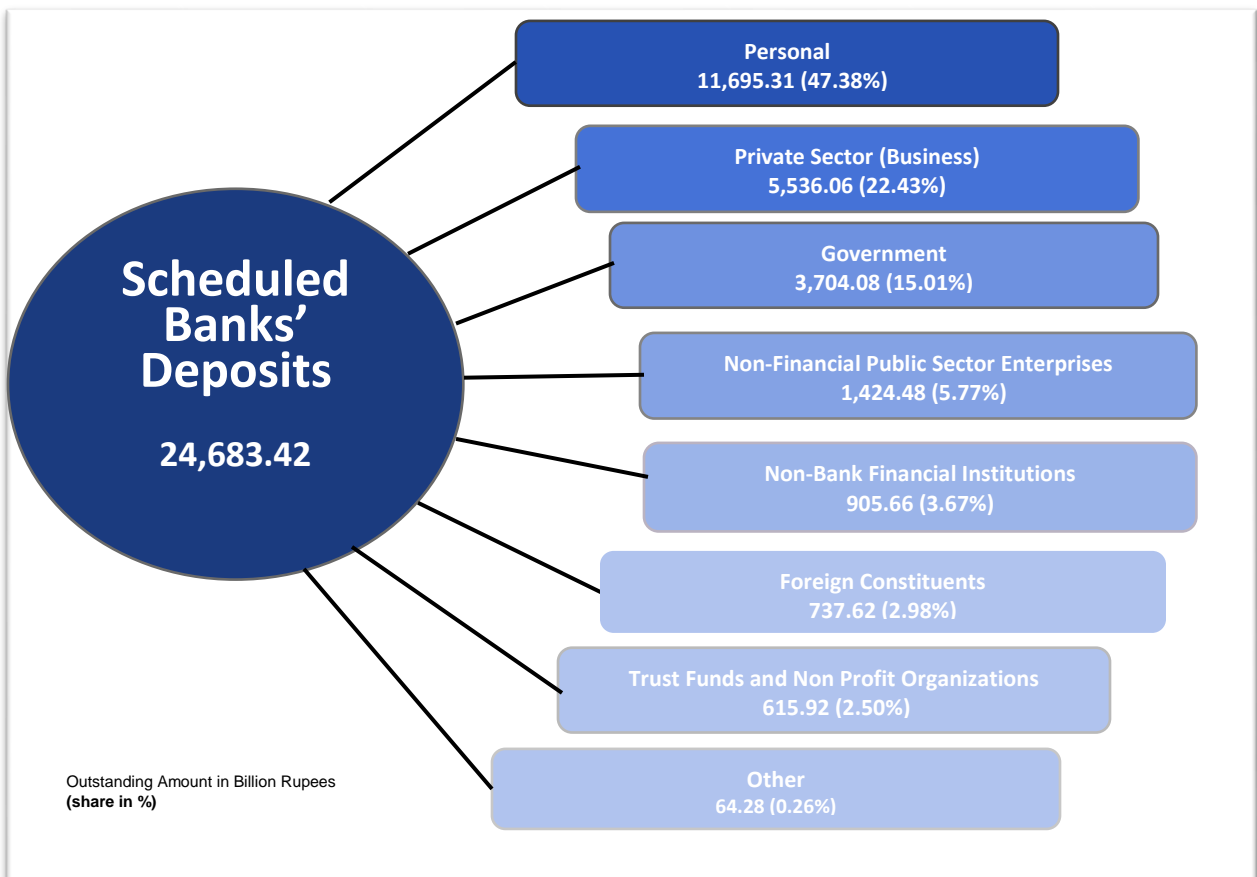 Personal
11,695.31 (47.38%)
Private Sector (Business)
5,536.06 (22.43%)
Government
3,704.08 (15.01%)
Scheduled
Banks’
Deposits
24,683.42
Non-Financial Public Sector Enterprises
1,424.48 (5.77%)
Non-Bank Financial Institutions
905.66 (3.67%)
Foreign Constituents
737.62 (2.98%)
Trust Funds and Non Profit Organizations
615.92 (2.50%)
Other
64.28 (0.26%)
Outstanding Amount in Billion Rupees
(share in %)